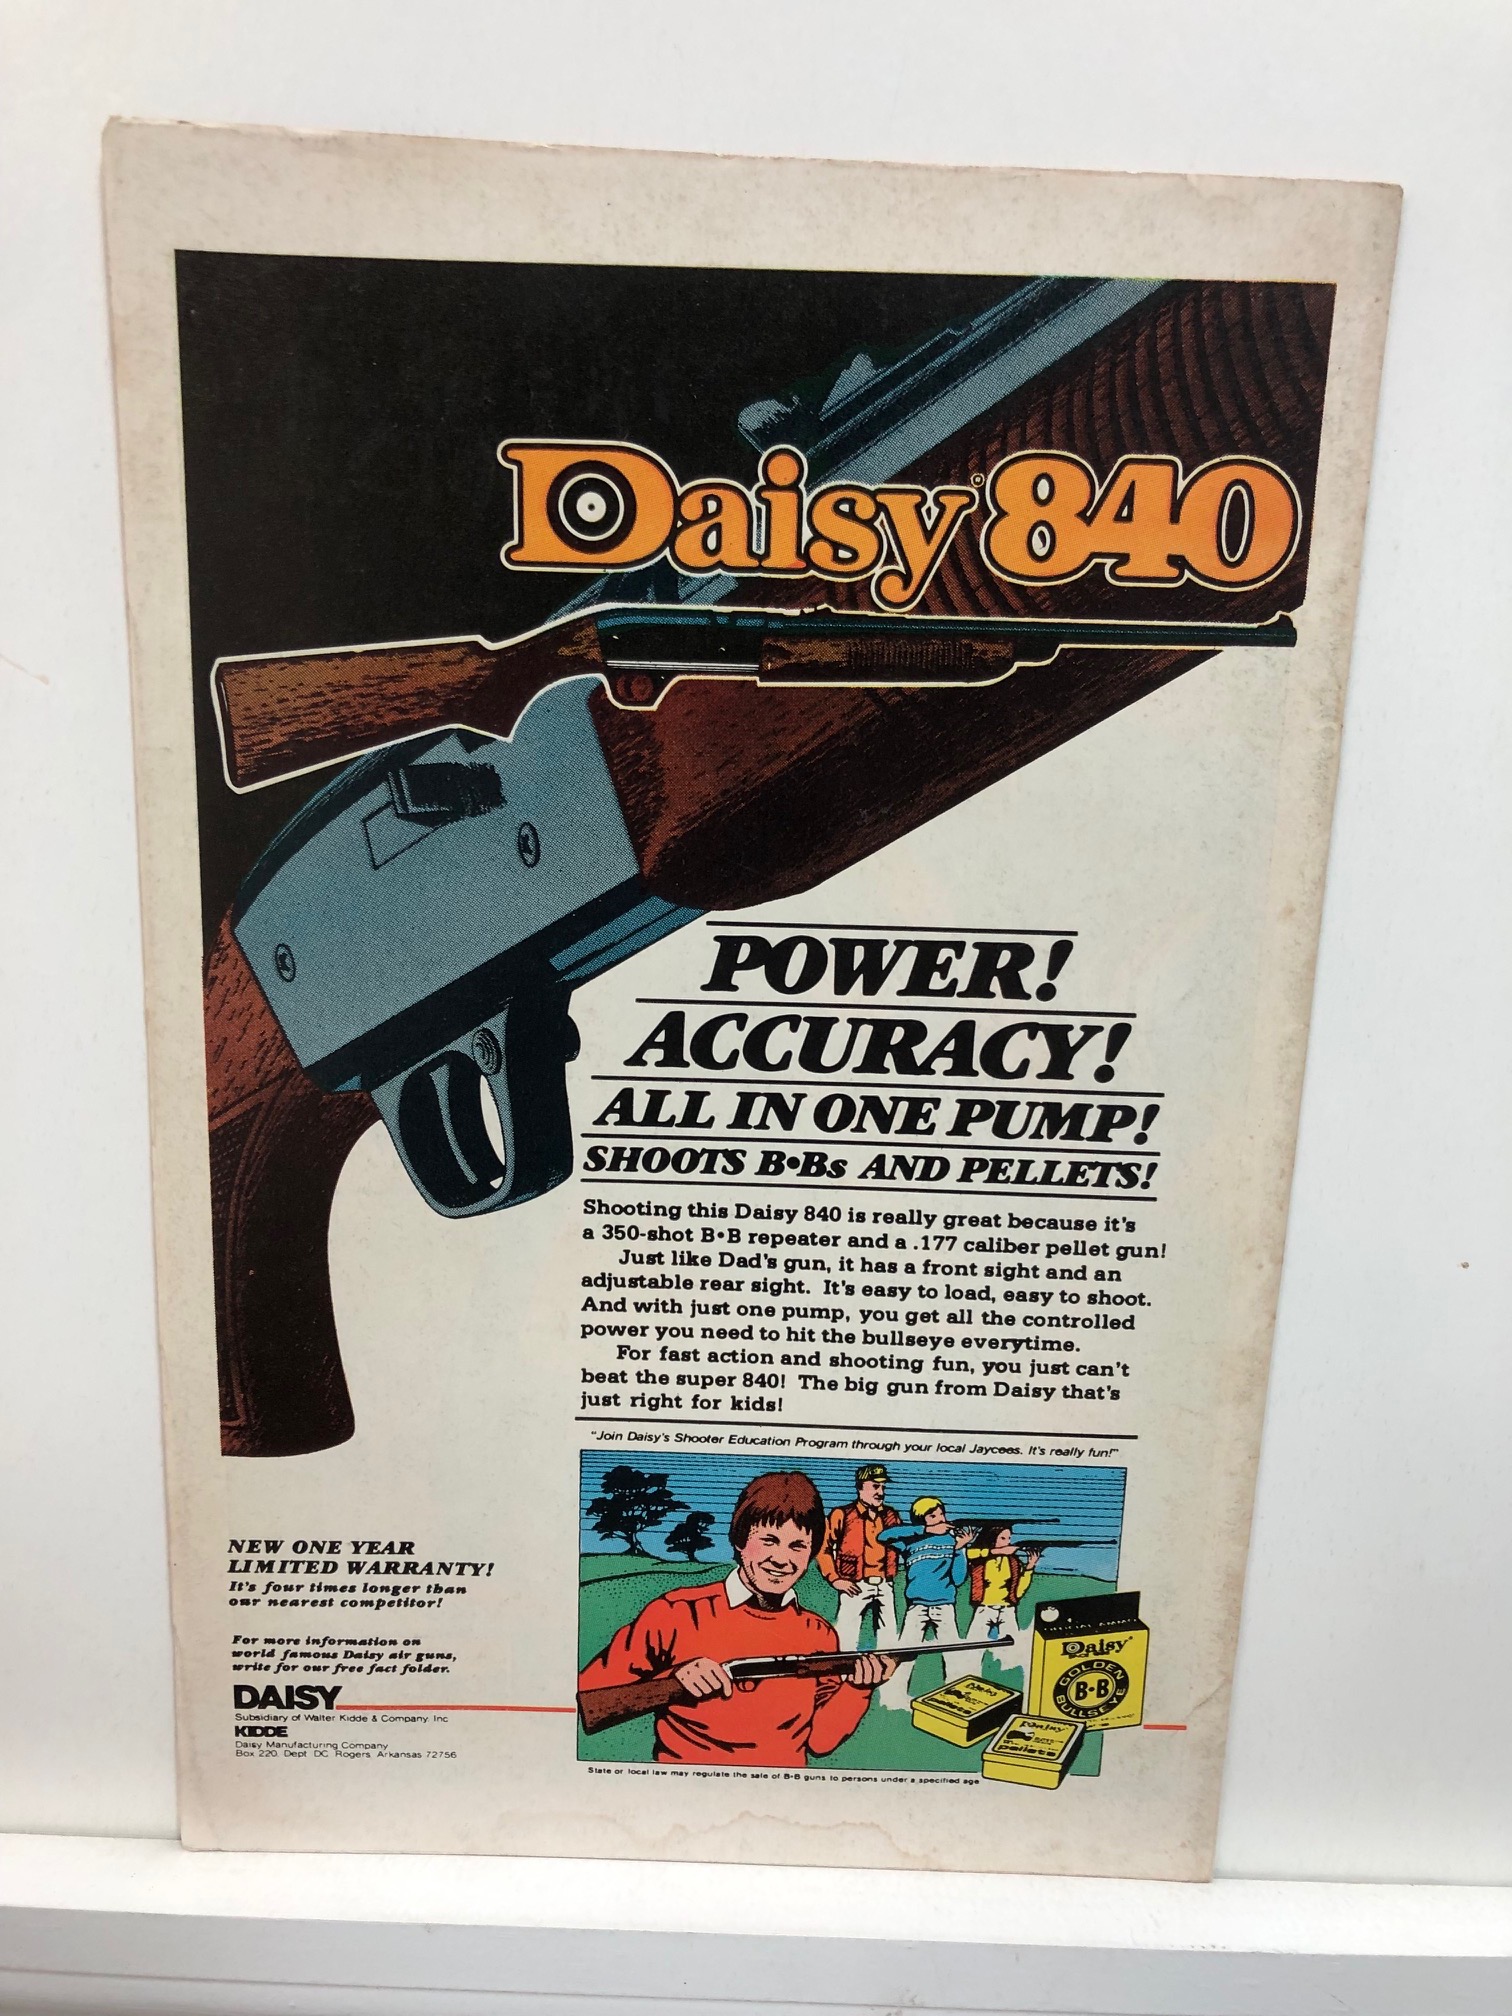 Daisy® 840
POWER!
ACCURACY!
ALL IN ONE PUMP!
SHOOTS B•Bs AND PELLETS!
Shooting this Daisy 840 is really great because it's
a 350-shot B•B repeater and a .177 caliber pellet gun!
Just like Dad's gun, it has a front sight and an
adjustable rear sight. It's easy to load, easy to shoot.
And with just one pump, you get all the controlled
power you need to hit the bullseye everytime.
For fast action and shooting fun, you just can't
beat the super 840! The big gun from Daisy that's
just right for kids!
"Join Daisy's Shooter Education Program through your local Jaycees. It's really fun!"
NEW ONE YEAR
LIMITED WARRANTY!
It's four times longer than
our nearest competitor!
For more information on
world famous Daisy air guns,
write for our free fact folder.
DAISY
Subsidiary of Walter Kidde & Company. Inc
KIDDE
Daisy Manufacturing Company
Box 220. Dept DC Rogers, Arkansas 72756
Daisy
GOLDEN
B•B
BULLSEYE
Daisy
pellets
Daisy
pellets
State or local law may regulate the sale of B•B guns to persons under a specified age